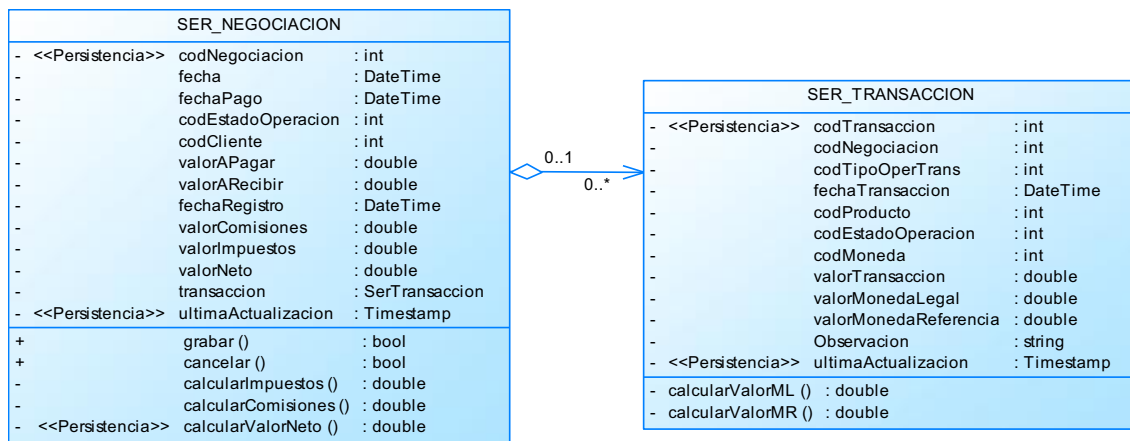 SER_NEGOCIACION
- <<Persistencia>> codNegociacion : int
- fecha : DateTime
- fechaPago : DateTime
- codEstadoOperacion : int
- codCliente : int
- valorAPagar : double
- valorARecibir : double
- fechaRegistro : DateTime
- valorComisiones : double
- valorImpuestos : double
- valorNeto : double
- transaccion : SerTransaccion
- <<Persistencia>> ultimaActualizacion : Timestamp
+ grabar () : bool
+ cancelar () : bool
- calcularImpuestos () : double
- calcularComisiones () : double
- <<Persistencia>> calcularValorNeto () : double
0..1
0..*
SER_TRANSACCION
- <<Persistencia>> codTransaccion : int
- codNegociacion : int
- codTipoOperTrans : int
- fechaTransaccion : DateTime
- codProducto : int
- codEstadoOperacion : int
- codMoneda : int
- valorTransaccion : double
- valorMonedaLegal : double
- valorMonedaReferencia : double
- Observacion : string
- <<Persistencia>> ultimaActualizacion : Timestamp
- calcularValorML () : double
- calcularValorMR () : double